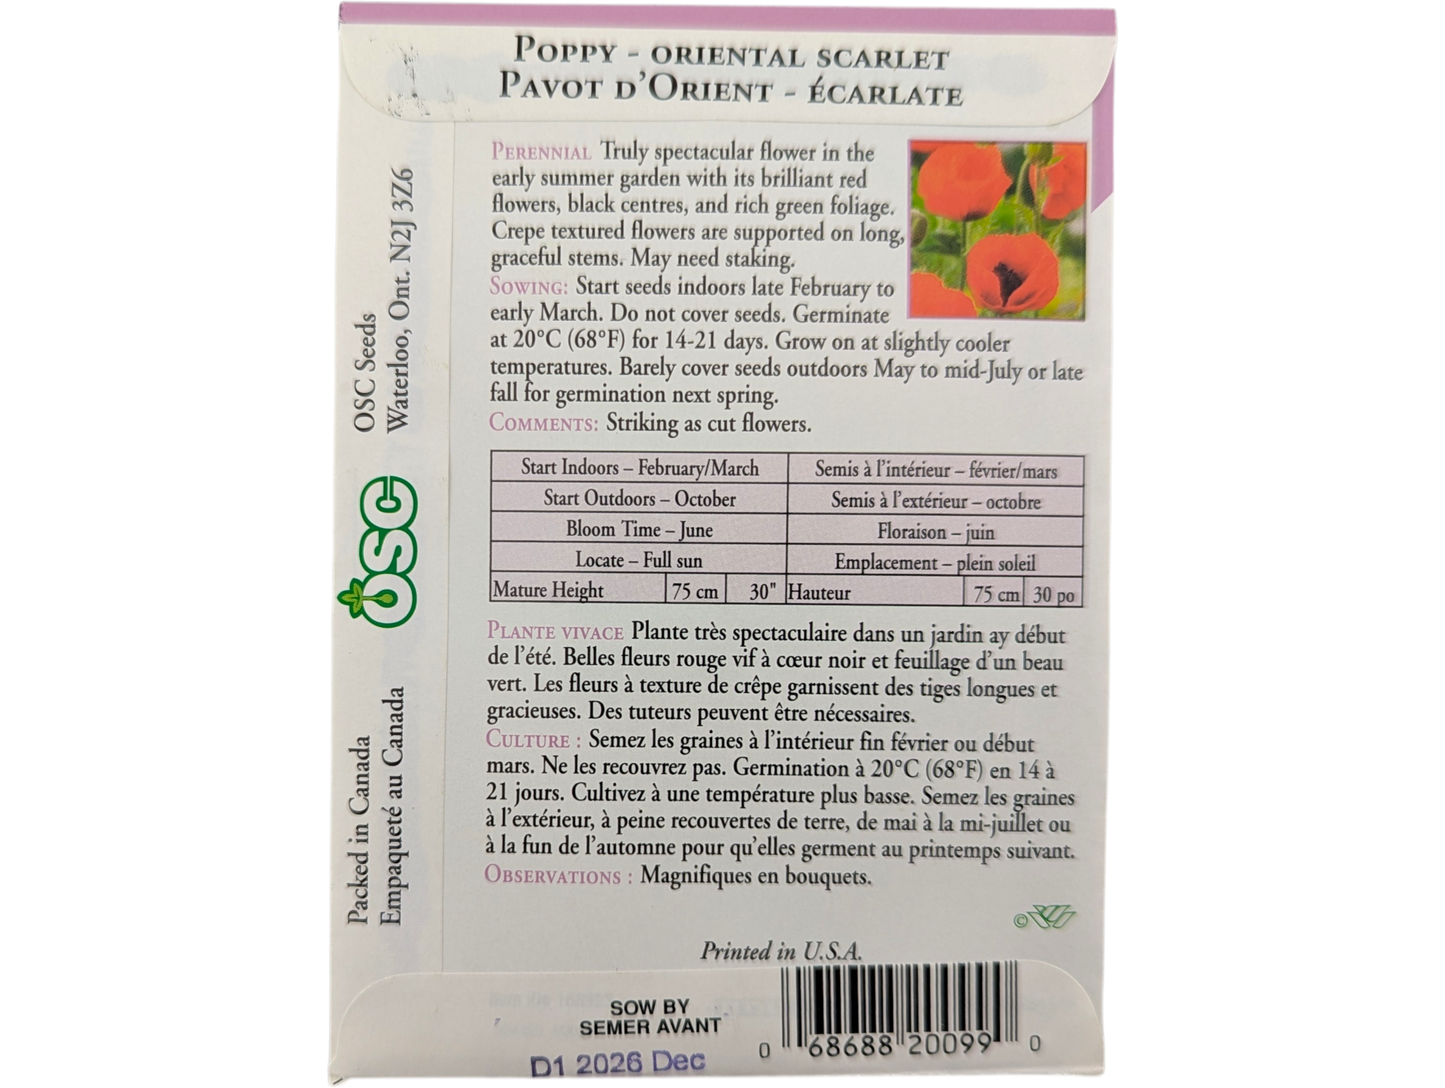 POPPY - ORIENTAL SCARLET
PAVOT D'ORIENT - ÉCARLATE
PERENNIAL Truly spectacular flower in the
early summer garden with its brilliant red
flowers, black centres, and rich green foliage.
Crepe textured flowers are supported on long,
graceful stems. May need staking.
SOWING: Start seeds indoors late February to
early March. Do not cover seeds. Germinate
at 20°C (68°F) for 14-21 days. Grow on at slightly cooler
temperatures. Barely cover seeds outdoors May to mid-July or late
fall for germination next spring.
COMMENTS: Striking as cut flowers.
Start Indoors – February/March Semis à l'intérieur – février/mars
Start Outdoors – October Semis à l'extérieur – octobre
Bloom Time – June Floraison – juin
Locate – Full sun Emplacement – plein soleil
Mature Height 75 cm 30" Hauteur 75 cm 30 po
PLANTE VIVACE Plante très spectaculaire dans un jardin ay début
de l'été. Belles fleurs rouge vif à cœur noir et feuillage d'un beau
vert. Les fleurs à texture de crêpe garnissent des tiges longues et
gracieuses. Des tuteurs peuvent être nécessaires.
CULTURE : Semez les graines à l'intérieur fin février ou début
mars. Ne les recouvrez pas. Germination à 20°C (68°F) en 14 à
21 jours. Cultivez à une température plus basse. Semez les graines
à l'extérieur, à peine recouvertes de terre, de mai à la mi-juillet ou
à la fun de l'automne pour qu'elles germent au printemps suivant.
OBSERVATIONS : Magnifiques en bouquets.
©
Printed in U.S.A.
SOW BY
SEMER AVANT
D1 2026 Dec
0 68688 20099 0
OSC Seeds
Waterloo, Ont. N2J 3Z6
OSC
Packed in Canada
Empaqueté au Canada